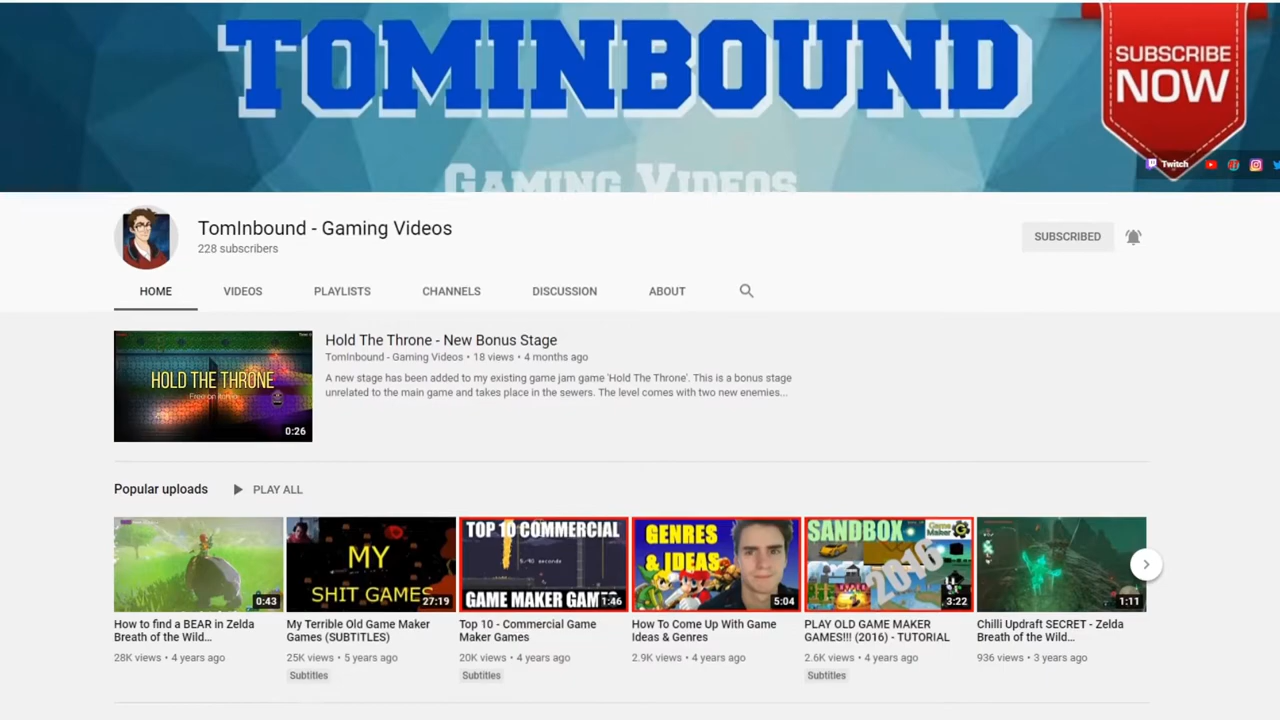 TOMINBOUND
SUBSCRIBE
NOW
Gaming Videos
Twitch
TomInbound - Gaming Videos
228 subscribers
SUBSCRIBED
HOME
VIDEOS
PLAYLISTS
CHANNELS
DISCUSSION
ABOUT
HOLD THE THRONE
0:26
Hold The Throne - New Bonus Stage
TomInbound - Gaming Videos • 18 views • 4 months ago
A new stage has been added to my existing game jam game 'Hold The Throne'. This is a bonus stage
unrelated to the main game and takes place in the sewers. The level comes with two new enemies...
Popular uploads
PLAY ALL
0:43
MY
SHIT GAMES
27:19
TOP 10 COMMERCIAL
GAME MAKER GAMES
1:46
GENRES
& IDEAS
5:04
SANDBOX
Game
Maker
2016
3:22
1:11
How to find a BEAR in Zelda
Breath of the Wild...
28K views • 4 years ago
My Terrible Old Game Maker
Games (SUBTITLES)
25K views • 5 years ago
Subtitles
Top 10 - Commercial Game
Maker Games
20K views • 4 years ago
Subtitles
How To Come Up With Game
Ideas & Genres
2.9K views • 4 years ago
PLAY OLD GAME MAKER
GAMES!!! (2016) - TUTORIAL
2.6K views • 4 years ago
Subtitles
Chilli Updraft SECRET - Zelda
Breath of the Wild...
936 views • 3 years ago